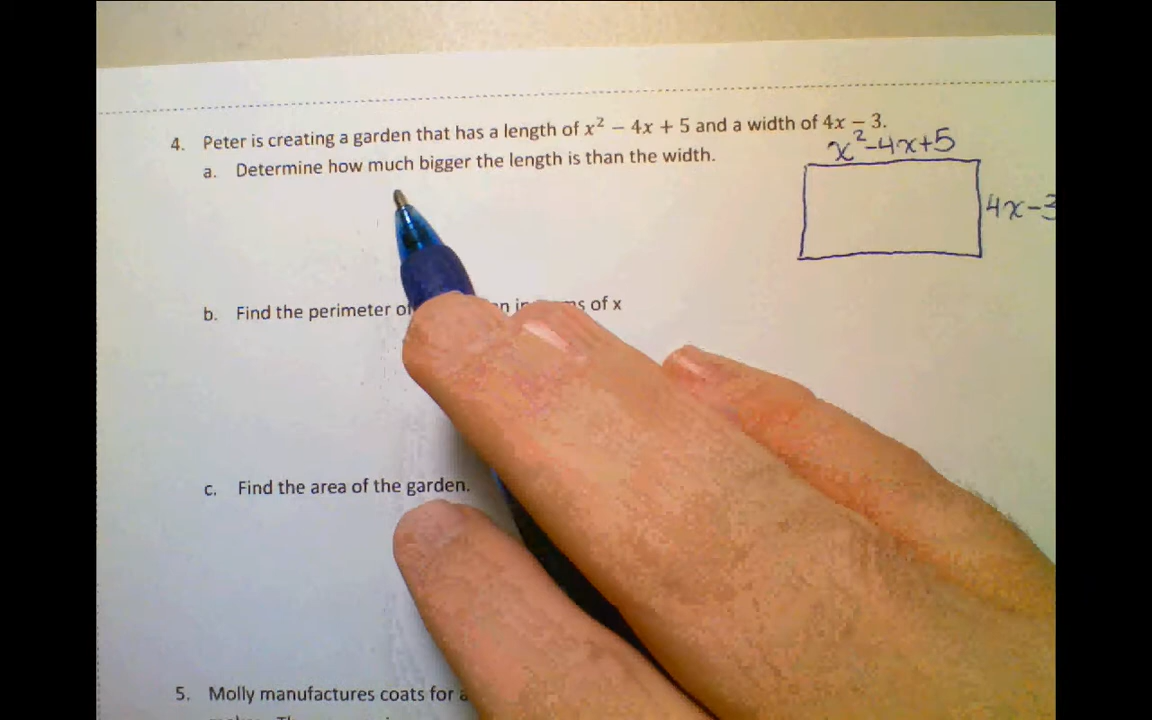 4. Peter is creating a garden that has a length of x² − 4x + 5 and a width of 4x − 3.
x²-4x+5
a. Determine how much bigger the length is than the width.
4x-3
b. Find the perimeter of x
c. Find the area of the garden.
5. Molly manufactures coats for